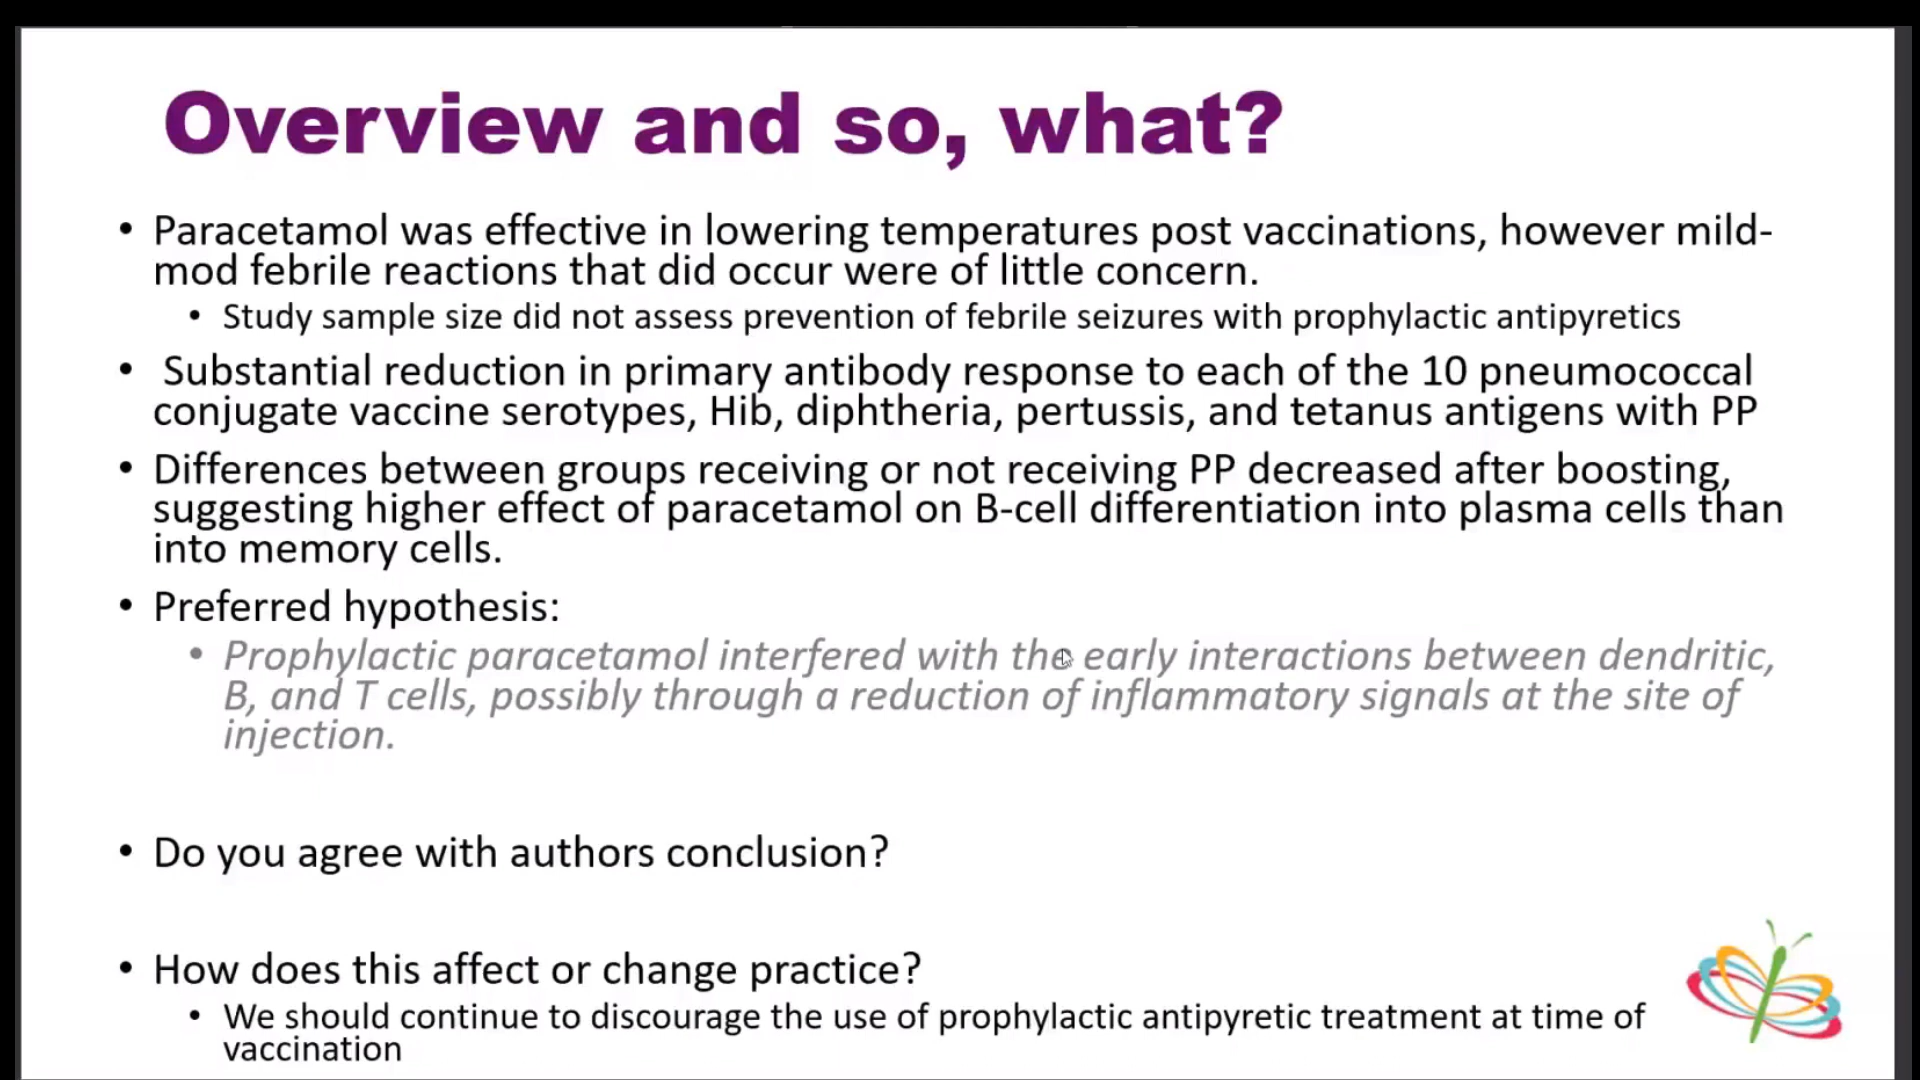 Overview and so, what?
• Paracetamol was effective in lowering temperatures post vaccinations, however mild-
mod febrile reactions that did occur were of little concern.
• Study sample size did not assess prevention of febrile seizures with prophylactic antipyretics
• Substantial reduction in primary antibody response to each of the 10 pneumococcal
conjugate vaccine serotypes, Hib, diphtheria, pertussis, and tetanus antigens with PP
• Differences between groups receiving or not receiving PP decreased after boosting,
suggesting higher effect of paracetamol on B-cell differentiation into plasma cells than
into memory cells.
• Preferred hypothesis:
• Prophylactic paracetamol interfered with the early interactions between dendritic,
B, and T cells, possibly through a reduction of inflammatory signals at the site of
injection.
• Do you agree with authors conclusion?
• How does this affect or change practice?
• We should continue to discourage the use of prophylactic antipyretic treatment at time of
vaccination